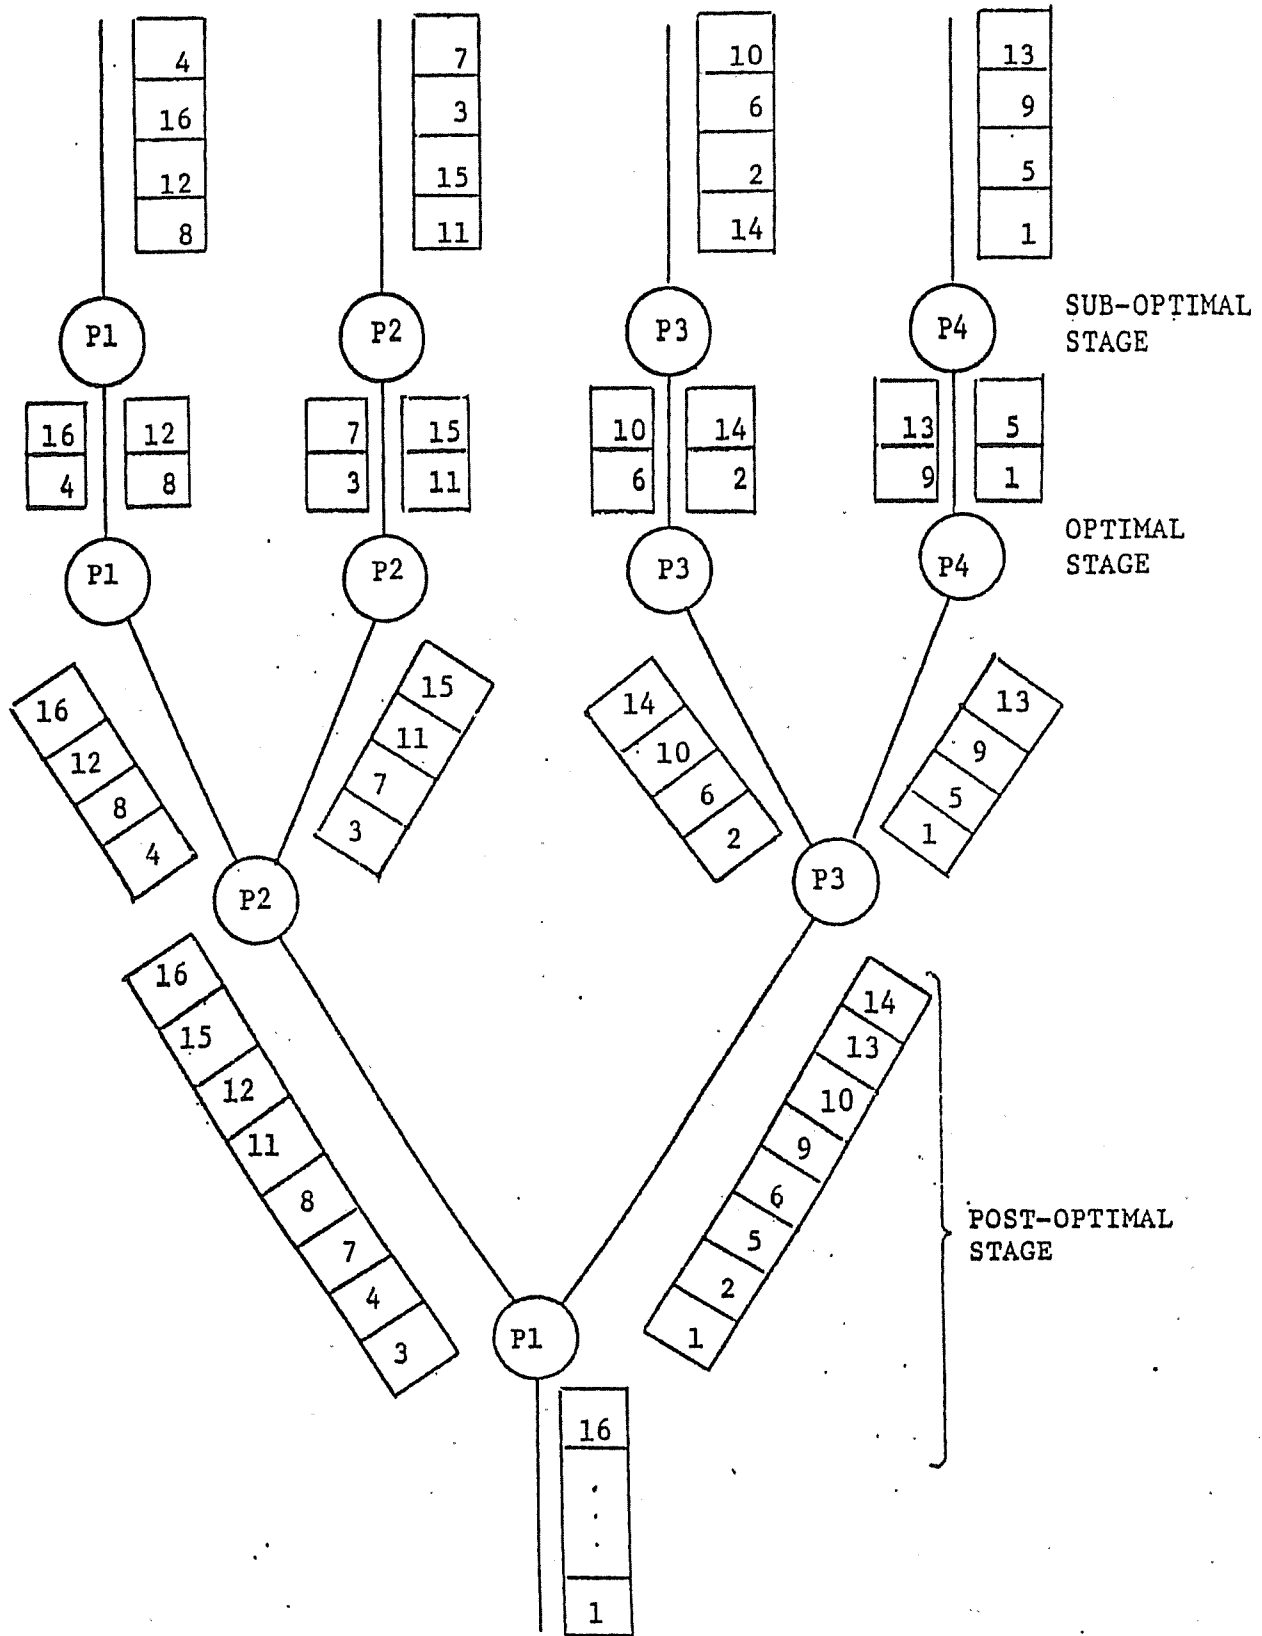 4 7 10 13
16 3 6 9
12 15 2 5
8 11 14 1
SUB-OPTIMAL
STAGE
P1 P2 P3 P4
16 12 7 15 10 14 13 5
4 8 3 11 6 2 9 1
OPTIMAL
STAGE
P1 P2 P3 P4
16 15 14 13
12 11 10 9
8 7 6 5
4 3 2 1
P2 P3
16 14
15 13
12 10
11 9
8 6
7 5
4 2
3 1
POST-OPTIMAL
STAGE
P1
16
.
.
.
1